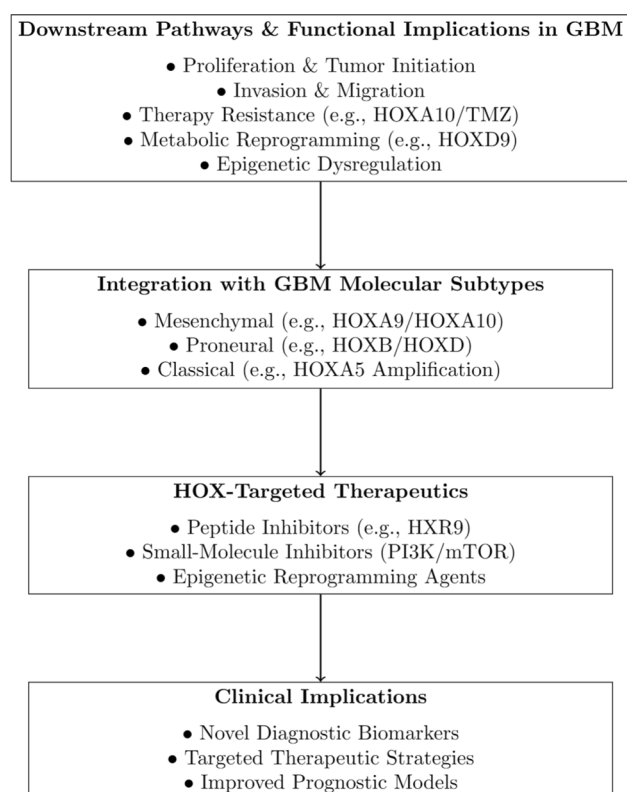 Downstream Pathways & Functional Implications in GBM
• Proliferation & Tumor Initiation
• Invasion & Migration
• Therapy Resistance (e.g., HOXA10/TMZ)
• Metabolic Reprogramming (e.g., HOXD9)
• Epigenetic Dysregulation
Integration with GBM Molecular Subtypes
• Mesenchymal (e.g., HOXA9/HOXA10)
• Proneural (e.g., HOXB/HOXD)
• Classical (e.g., HOXA5 Amplification)
HOX-Targeted Therapeutics
• Peptide Inhibitors (e.g., HXR9)
• Small-Molecule Inhibitors (PI3K/mTOR)
• Epigenetic Reprogramming Agents
Clinical Implications
• Novel Diagnostic Biomarkers
• Targeted Therapeutic Strategies
• Improved Prognostic Models